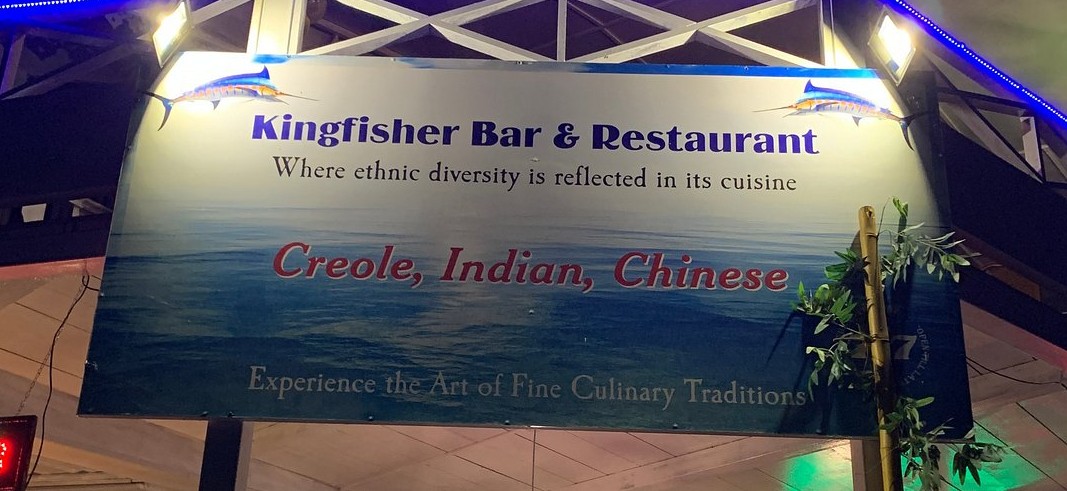 Kingfisher Bar & Restaurant
Where ethnic diversity is reflected in its cuisine
Creole, Indian, Chinese
Experience the Art of Fine Culinary Traditions